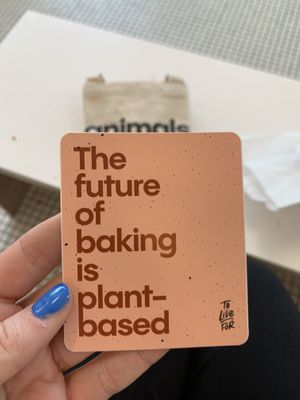 animals
The
future
of
baking
is
plant-
based
TO
LIVE
FOR